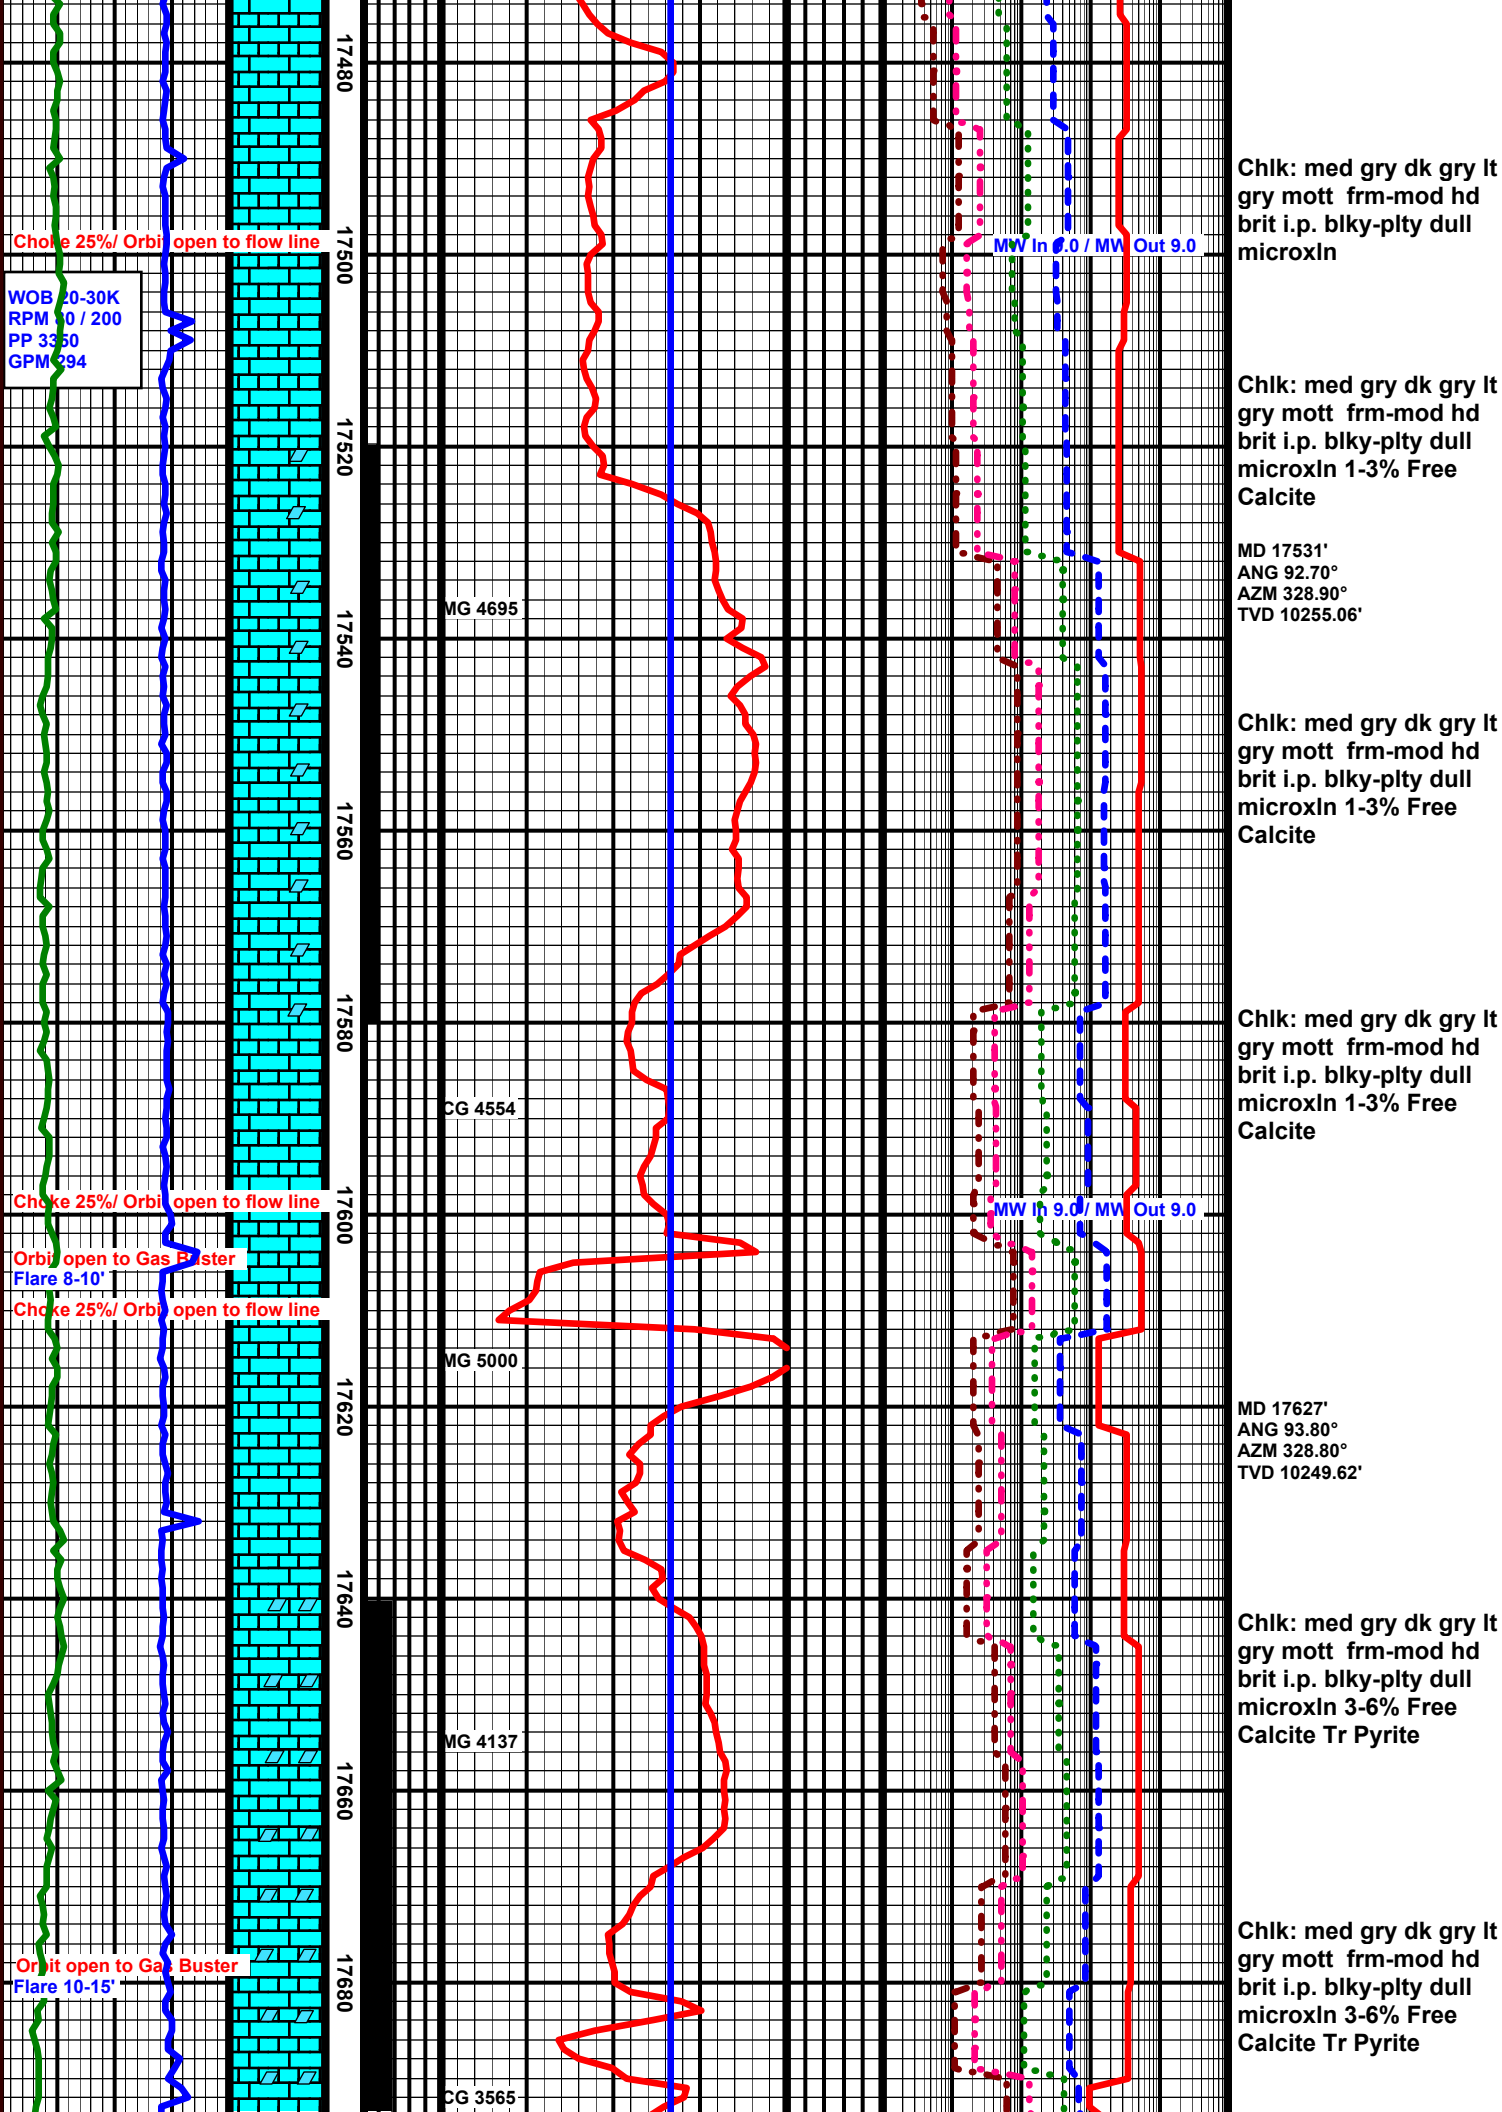 17480
Chlk: med gry dk gry lt
gry mott frm-mod hd
brit i.p. blky-plty dull
microxln
Choke 25%/ Orbit open to flow line
MW In 9.0 / MW Out 9.0
17500
WOB 20-30K
RPM 80 / 200
PP 3350
GPM 294
Chlk: med gry dk gry lt
gry mott frm-mod hd
brit i.p. blky-plty dull
microxln 1-3% Free
Calcite
17520
MD 17531'
ANG 92.70°
AZM 328.90°
TVD 10255.06'
MG 4695
17540
Chlk: med gry dk gry lt
gry mott frm-mod hd
brit i.p. blky-plty dull
microxln 1-3% Free
Calcite
17560
17580
Chlk: med gry dk gry lt
gry mott frm-mod hd
brit i.p. blky-plty dull
microxln 1-3% Free
Calcite
CG 4554
Choke 25%/ Orbit open to flow line
MW In 9.0 / MW Out 9.0
17600
Orbit open to Gas Buster
Flare 8-10'
Choke 25%/ Orbit open to flow line
MG 5000
17620
MD 17627'
ANG 93.80°
AZM 328.80°
TVD 10249.62'
17640
Chlk: med gry dk gry lt
gry mott frm-mod hd
brit i.p. blky-plty dull
microxln 3-6% Free
Calcite Tr Pyrite
MG 4137
17660
Chlk: med gry dk gry lt
gry mott frm-mod hd
brit i.p. blky-plty dull
microxln 3-6% Free
Calcite Tr Pyrite
Orbit open to Gas Buster
Flare 10-15'
17680
CG 3565